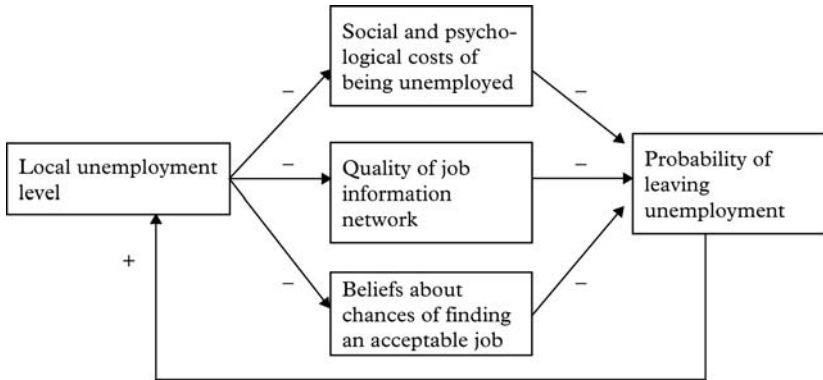 Social and psycho-
logical costs of
being unemployed
–
–
Local unemployment
level
–
Quality of job
information
network
–
Probability of
leaving
unemployment
+
–
Beliefs about
chances of finding
an acceptable job
–